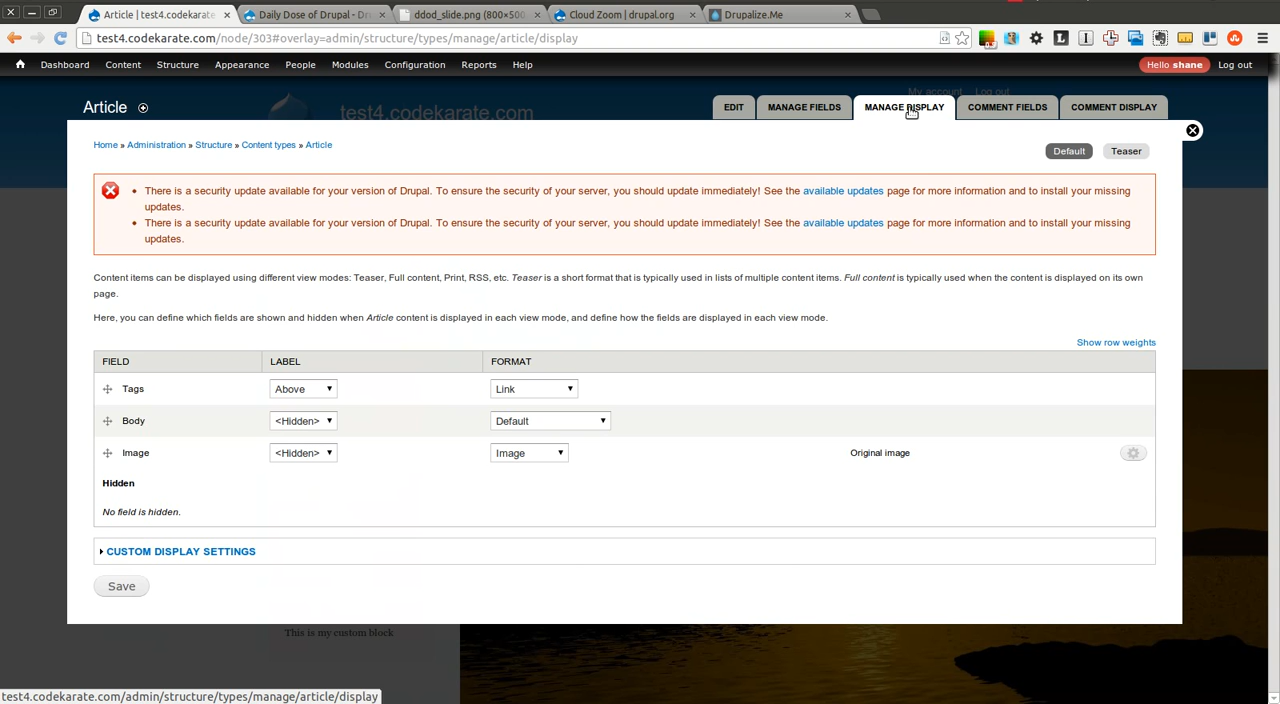 Article | test4.codekarate
Daily Dose of Drupal - Dr
ddod_slide.png (800×500
Cloud Zoom | drupal.org
Drupalize.Me
test4.codekarate.com/node/303#overlay=admin/structure/types/manage/article/display
Dashboard Content Structure Appearance People Modules Configuration Reports Help Hello shane Log out
My account Log out
Article
test4.codekarate.com
EDIT MANAGE FIELDS MANAGE DISPLAY COMMENT FIELDS COMMENT DISPLAY
Home » Administration » Structure » Content types » Article
Default Teaser
There is a security update available for your version of Drupal. To ensure the security of your server, you should update immediately! See the available updates page for more information and to install your missing
updates.
There is a security update available for your version of Drupal. To ensure the security of your server, you should update immediately! See the available updates page for more information and to install your missing
updates.
Content items can be displayed using different view modes: Teaser, Full content, Print, RSS, etc. Teaser is a short format that is typically used in lists of multiple content items. Full content is typically used when the content is displayed on its own
page.
Here, you can define which fields are shown and hidden when Article content is displayed in each view mode, and define how the fields are displayed in each view mode.
Show row weights
FIELD LABEL FORMAT
Tags Above Link
Body <Hidden> Default
Image <Hidden> Image Original image
Hidden
No field is hidden.
CUSTOM DISPLAY SETTINGS
Save
This is my custom block
test4.codekarate.com/admin/structure/types/manage/article/display